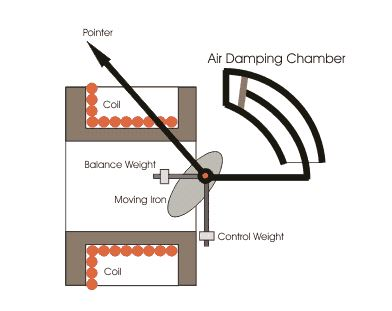 Pointer
Air Damping Chamber
Coil
Balance Weight
Moving Iron
Control Weight
Coil